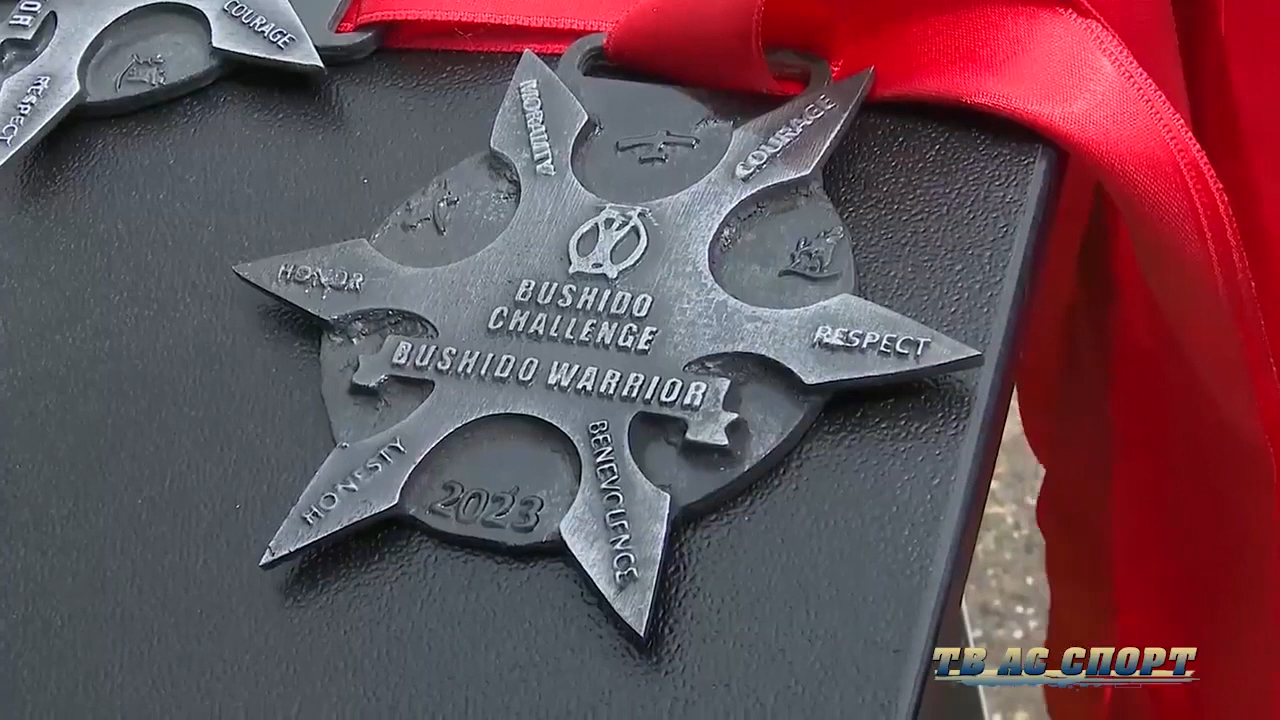 COURAGE
RESPECT
MORALITY
COURAGE
HONOR
BUSHIDO
CHALLENGE
RESPECT
BUSHIDO WARRIOR
HONESTY
BENEVOLENCE
2023
ТВ АС СПОРТ